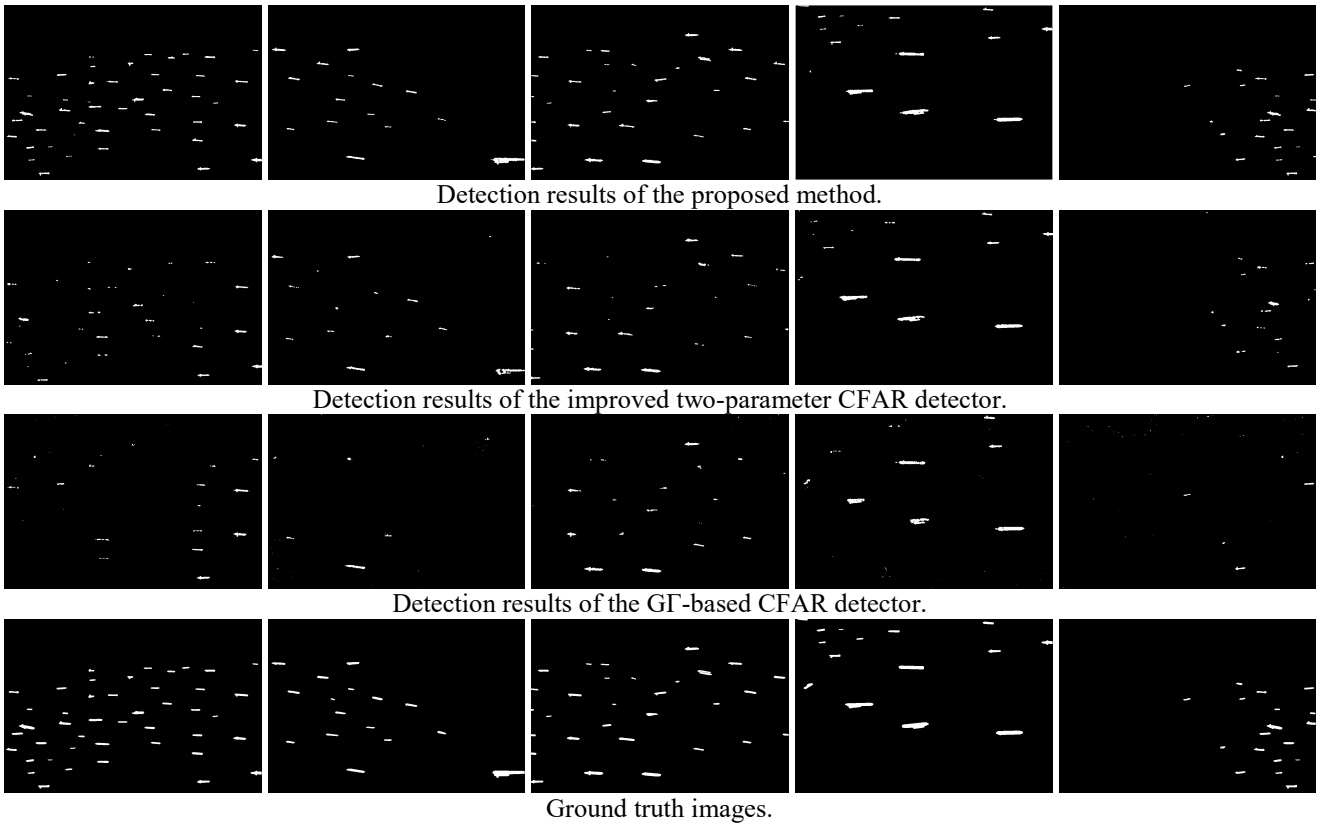 Detection results of the proposed method.
Detection results of the improved two-parameter CFAR detector.
Detection results of the GΓ-based CFAR detector.
Ground truth images.